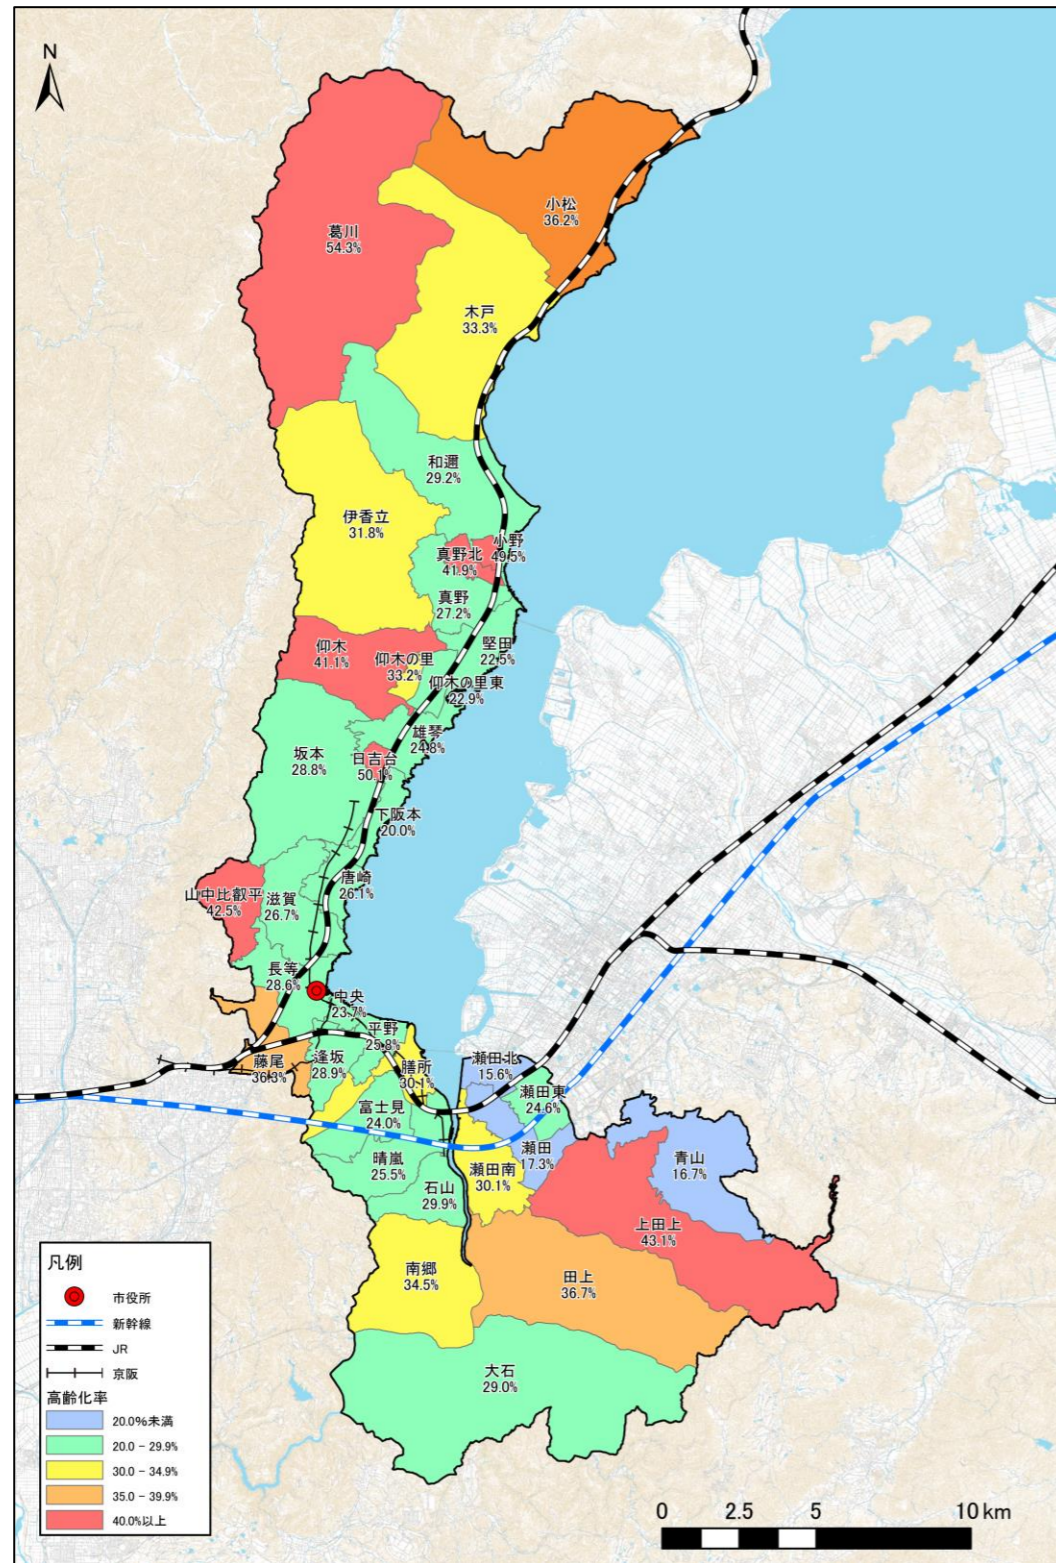 N
小松
36.2%
葛川
54.3%
木戸
33.3%
和邇
29.2%
伊香立
31.8%
小野
49.5%
真野北
41.9%
真野
27.2%
堅田
22.5%
仰木
41.1%
仰木の里
33.2%
仰木の里東
22.9%
雄琴
24.8%
坂本
28.8%
日吉台
50.1%
下阪本
20.0%
唐崎
26.1%
山中比叡平
42.5%
滋賀
26.7%
長等
28.6%
中央
23.7%
平野
25.8%
藤尾
36.3%
逢坂
28.9%
膳所
30.1%
瀬田北
15.6%
瀬田東
24.6%
富士見
24.0%
瀬田
17.3%
青山
16.7%
晴嵐
25.5%
瀬田南
30.1%
石山
29.9%
上田上
43.1%
南郷
34.5%
田上
36.7%
大石
29.0%
凡例
市役所
新幹線
JR
京阪
高齢化率
20.0%未満
20.0 - 29.9%
30.0 - 34.9%
35.0 - 39.9%
40.0%以上
0 2.5 5 10 km